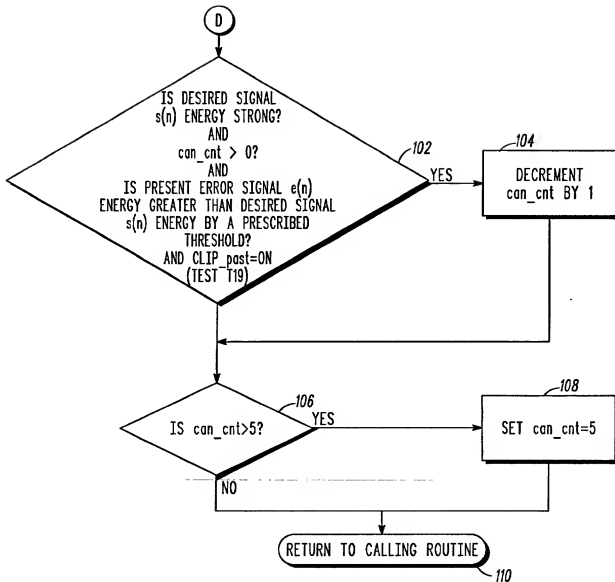 D
IS DESIRED SIGNAL
s(n) ENERGY STRONG?
AND
can_cnt > 0?
AND
IS PRESENT ERROR SIGNAL e(n)
ENERGY GREATER THAN DESIRED SIGNAL
s(n) ENERGY BY A PRESCRIBED
THRESHOLD?
AND CLIP_past=ON
(TEST T19)
102
YES
104
DECREMENT
can_cnt BY 1
IS can_cnt>5?
106
YES
108
SET can_cnt=5
NO
RETURN TO CALLING ROUTINE
110